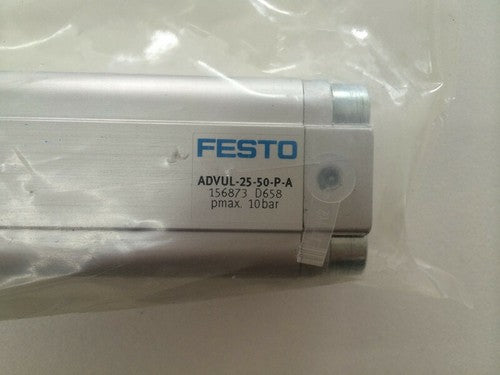 FESTO
ADVUL-25-50-P-A
156873 D658
pmax. 10bar